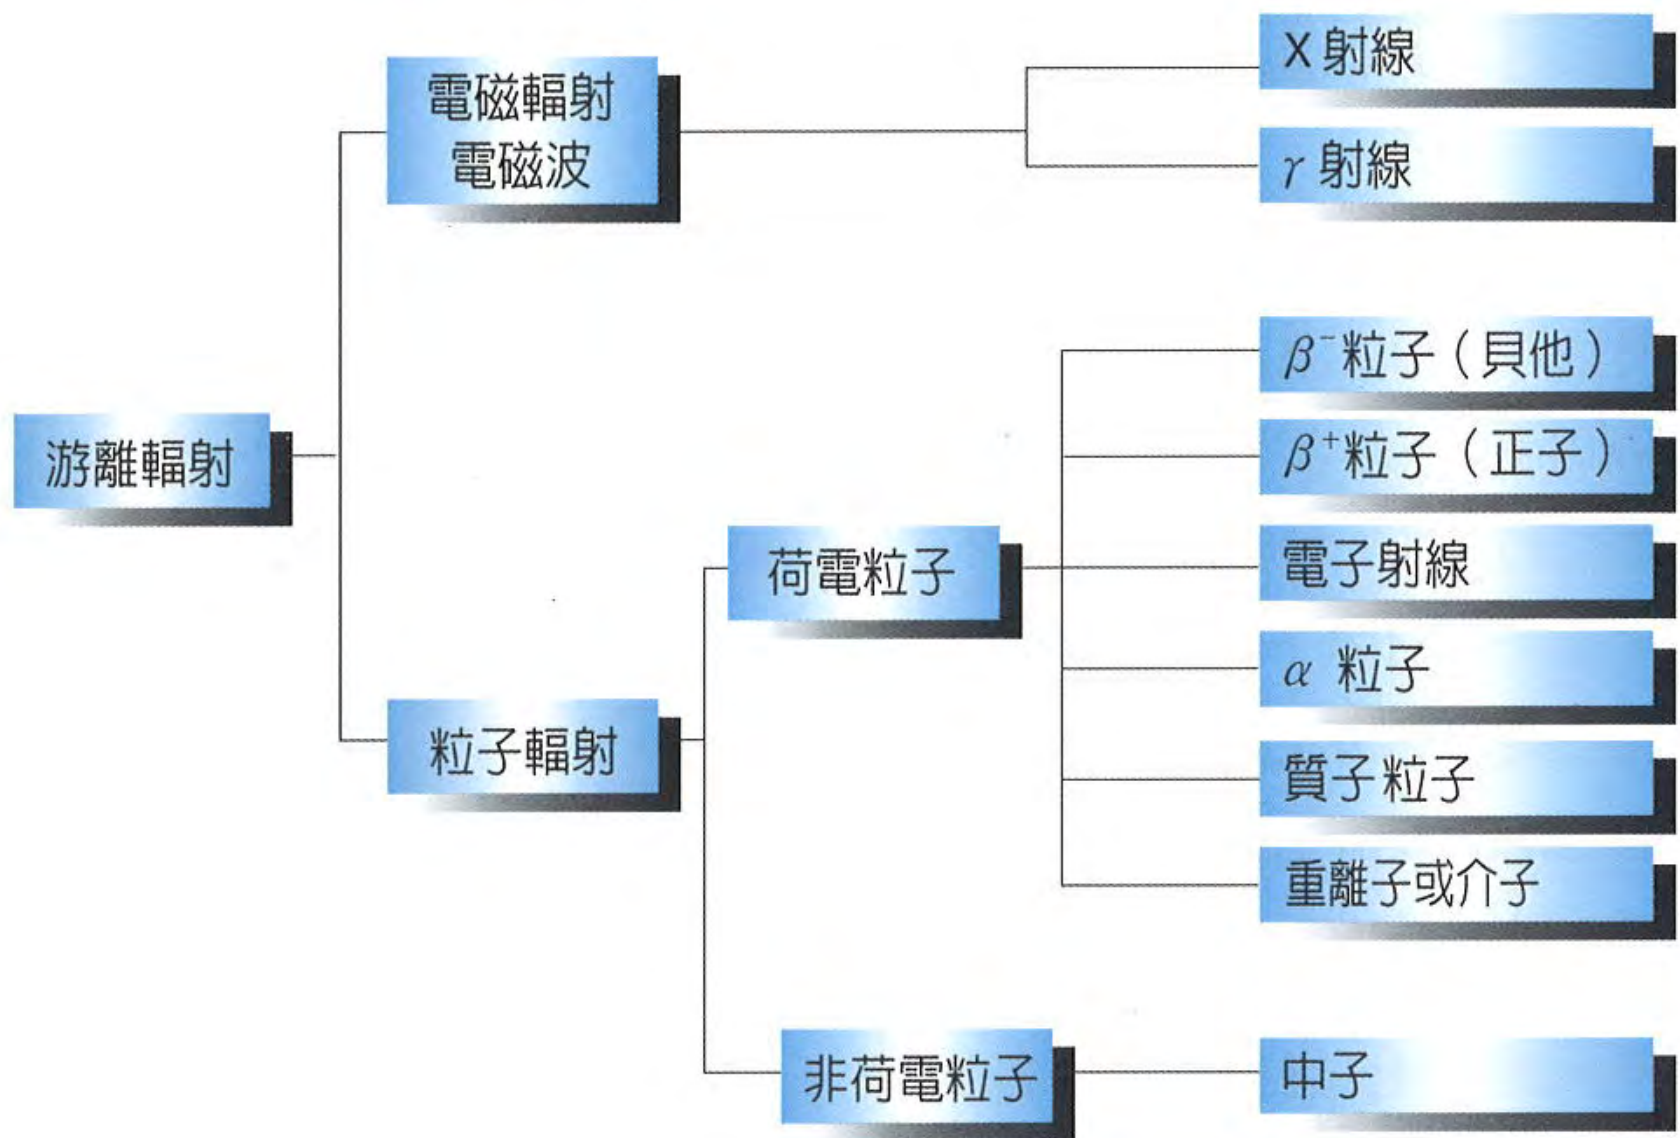 電磁輻射
電磁波
X 射線
γ 射線
游離輻射
β⁻粒子（貝他）
β⁺粒子（正子）
荷電粒子
電子射線
α 粒子
粒子輻射
質子粒子
重離子或介子
非荷電粒子
中子